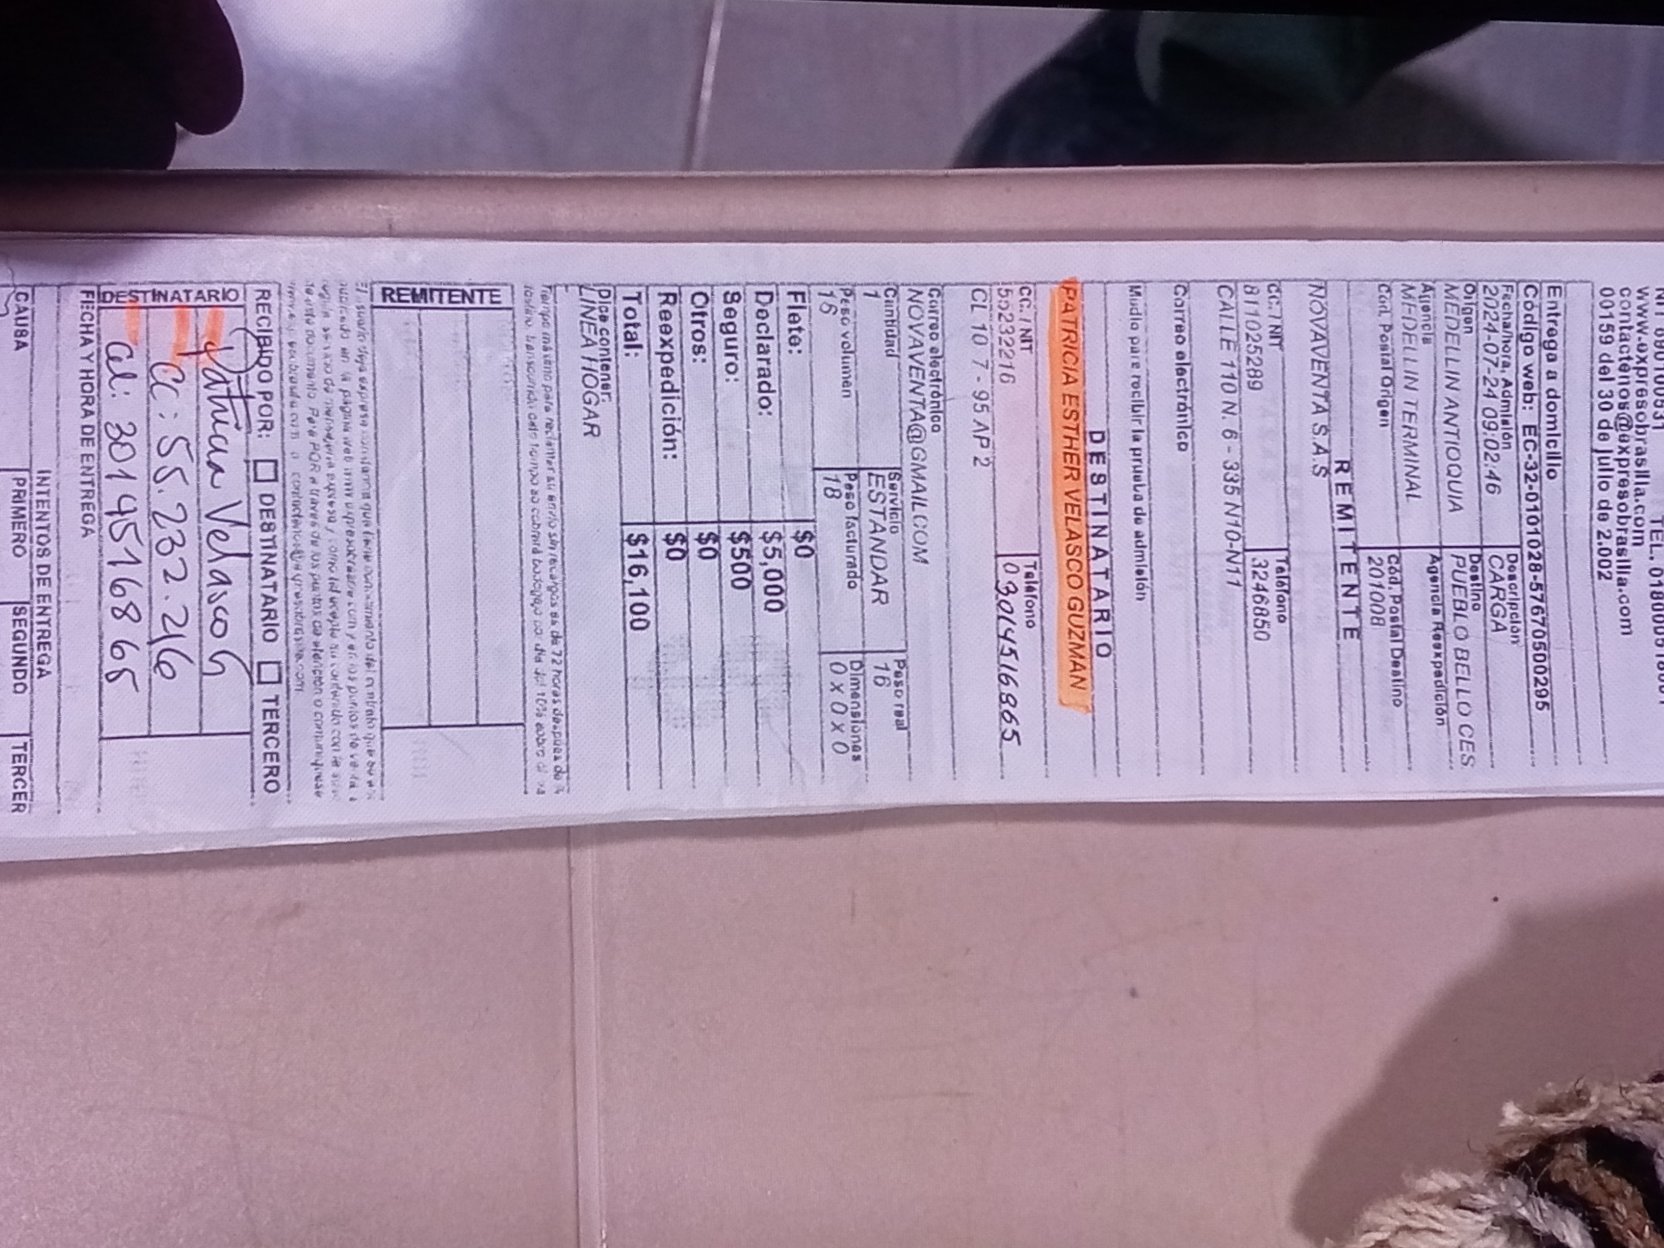 www.expresobrasilia.com
contactenos@expresobrasilia.com
00159 del 30 de julio de 2.002
Entrega a domicilio
Código web: EC-32-0101028-5767050500295
Fecha/hora, Admisión Descripción
2024-07-24 09:02:46 CARGA
Origen Destino
MEDELLIN ANTIOQUIA PUEBLO BELLO CES
Agencia Agencia Reexpedición
MEDELLIN TERMINAL
Cód. Postal Origen Cód. Postal Destino
201008
REMITENTE
NOVAVENTA S.A.S
CC. / NIT Teléfono
811025289 3246850
CALLE 110 N. 6 - 335 N10-N11
Correo electrónico
Medio para recibir la prueba de admisión
DESTINATARIO
PATRICIA ESTHER VELASCO GUZMAN
CC. / NIT Teléfono
55232216 03014516865
CL 10 7 - 95 AP 2
Correo electrónico
NOVAVENTA@GMAIL.COM
Cantidad Servicio Peso real
1 ESTANDAR 16
Peso volumen Peso facturado Dimensiones
16 18 0 X 0 X 0
Flete: $0
Declarado: $5,000
Seguro: $500
Otros: $0
Reexpedición: $0
Total: $16,100
Dice contener:
LINEA HOGAR
REMITENTE
RECIBIDO POR: DESTINATARIO TERCERO
DESTINATARIO
Patricia Velasco G
CC: 55.232.216
Cel: 3014516865
FECHA Y HORA DE ENTREGA
INTENTOS DE ENTREGA
CAUSA PRIMERO SEGUNDO TERCER